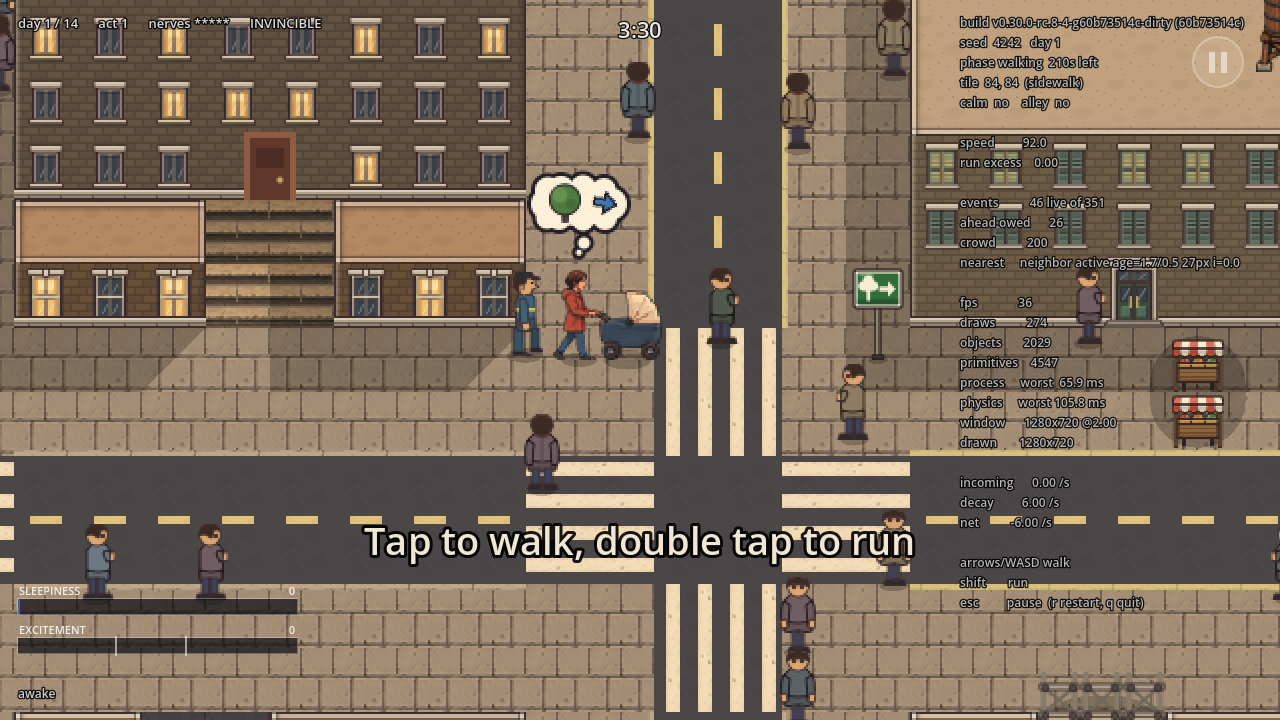 day 1 / 14 act 1 nerves ***** INVINCIBLE
3:30
build v0.30.0-rc.8-4-g60b73514c-dirty (60b73514c)
seed 4242 day 1
phase walking 210s left
tile 84, 84 (sidewalk)
calm no alley no
speed 92.0
run excess 0.00
events 46 live of 351
ahead owed 26
crowd 200
nearest neighbor active age=1.7/0.5 27px i=0.0
fps 36
draws 274
objects 2029
primitives 4547
process worst 65.9 ms
physics worst 105.8 ms
window 1280x720 @2.00
drawn 1280x720
incoming 0.00 /s
decay 6.00 /s
net -6.00 /s
Tap to walk, double tap to run
arrows/WASD walk
shift run
esc pause (r restart, q quit)
SLEEPINESS 0
EXCITEMENT 0
awake